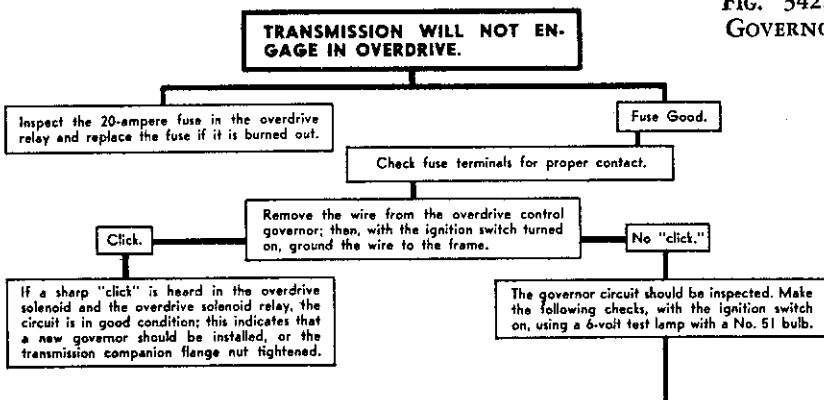 FIG. 542.
GOVERNO
TRANSMISSION WILL NOT EN-
GAGE IN OVERDRIVE.
Inspect the 20-ampere fuse in the overdrive
relay and replace the fuse if it is burned out.
Fuse Good.
Check fuse terminals for proper contact.
Remove the wire from the overdrive control
governor; then, with the ignition switch turned
on, ground the wire to the frame.
Click.
No "click."
If a sharp "click" is heard in the overdrive
solenoid and the overdrive solenoid relay, the
circuit is in good condition; this indicates that
a new governor should be installed, or the
transmission companion flange nut tightened.
The governor circuit should be inspected. Make
the following checks, with the ignition switch
on, using a 6-volt test lamp with a No. 51 bulb.